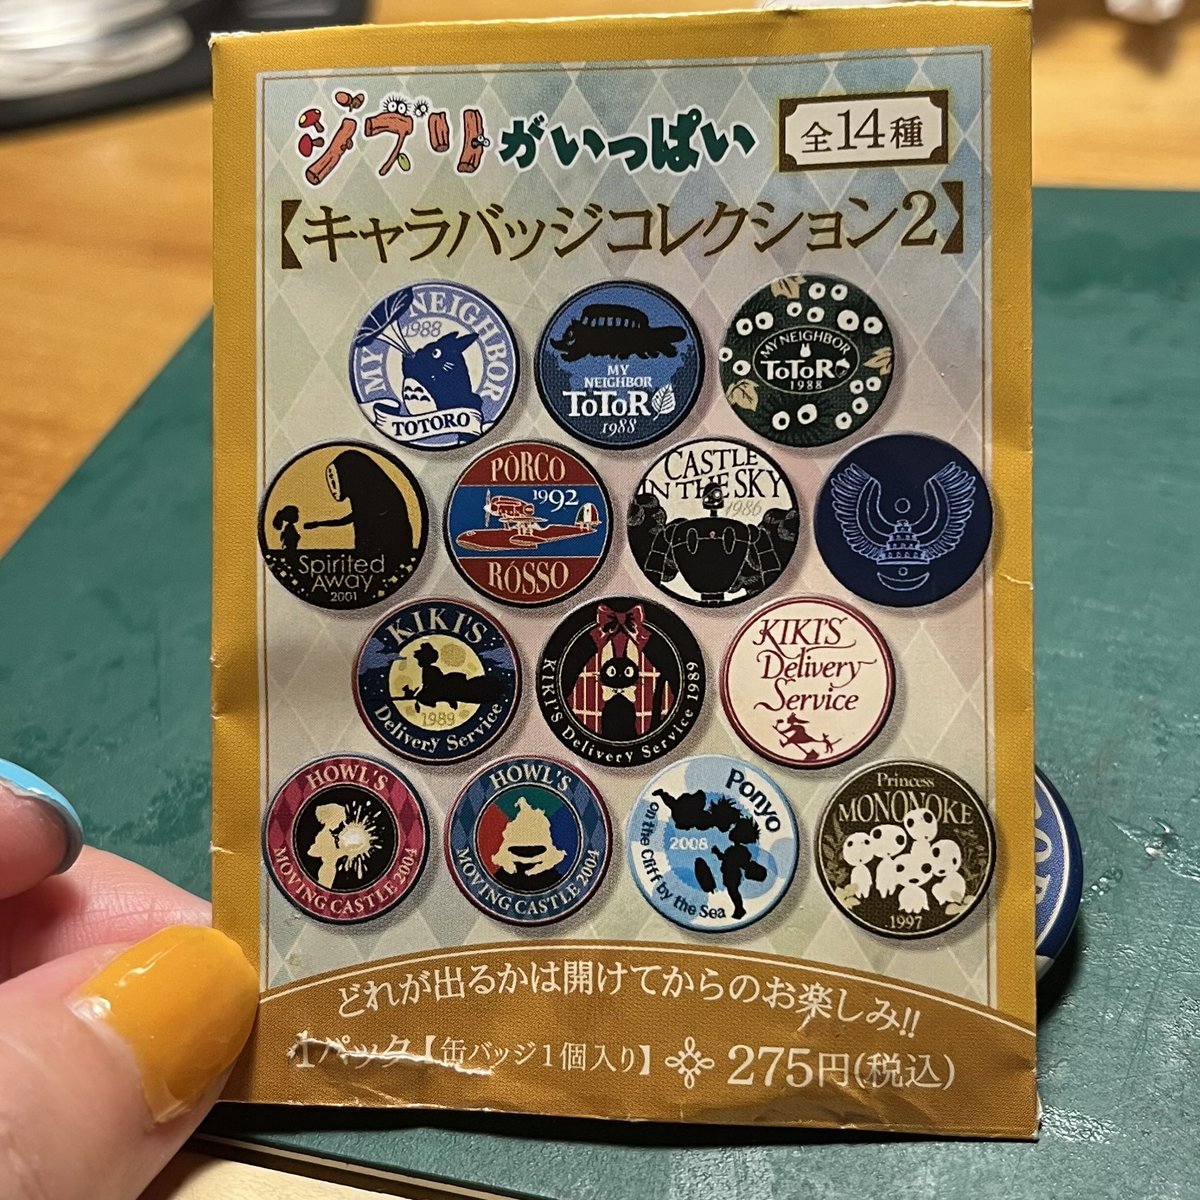 ジブリがいっぱい
全14種
【キャラバッジコレクション2】
MY NEIGHBOR
1988
TOTORO
MY
NEIGHBOR
ToToRo
1988
MY NEIGHBOR
ToToRo
1988
Spirited
Away
2001
PORCO
1992
ROSSO
CASTLE
IN THE SKY
1986
KIKI'S
1989
Delivery Service
KIKI'S Delivery Service 1989
KIKI'S
Delivery
Service
HOWL'S
MOVING CASTLE 2004
HOWL'S
MOVING CASTLE 2004
Ponyo
on the Cliff by the Sea
2008
Princess
MONONOKE
1997
どれが出るかは開けてからのお楽しみ!!
1パック【缶バッジ1個入り】
275円(税込)